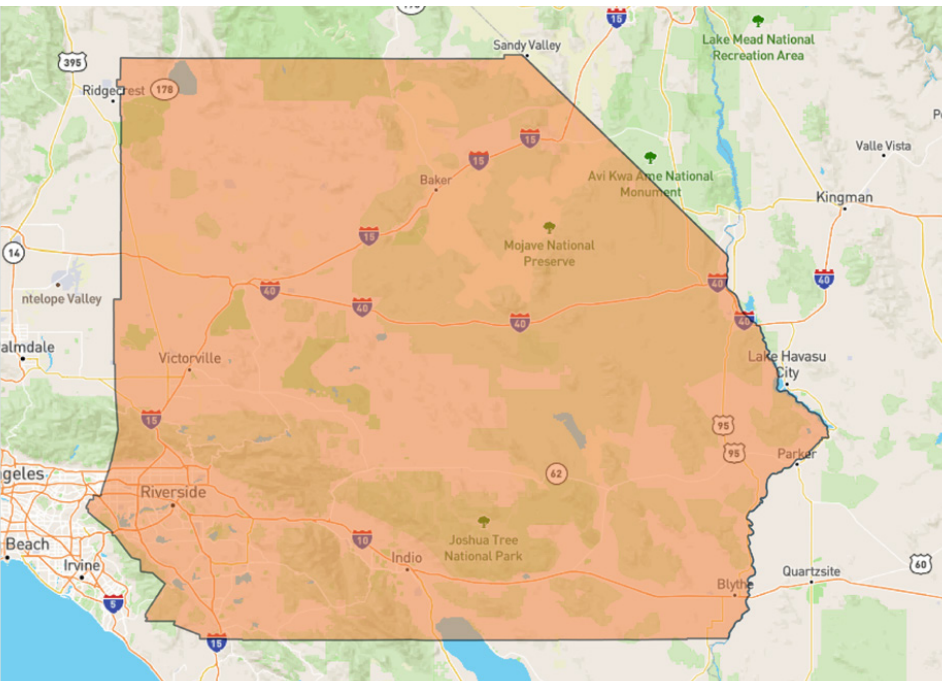 15
Sandy Valley
Lake Mead National
Recreation Area
395
Ridgecrest
178
15
15
Valle Vista
Baker
Avi Kwa Ame National
Monument
Kingman
15
Mojave National
Preserve
14
40
40
40
ntelope Valley
40
40
40
almdale
Victorville
Lake Havasu
City
15
95
95
Parker
62
ngeles
Riverside
10
Joshua Tree
National Park
Beach
Indio
Irvine
Blythe
Quartzsite
60
5
15